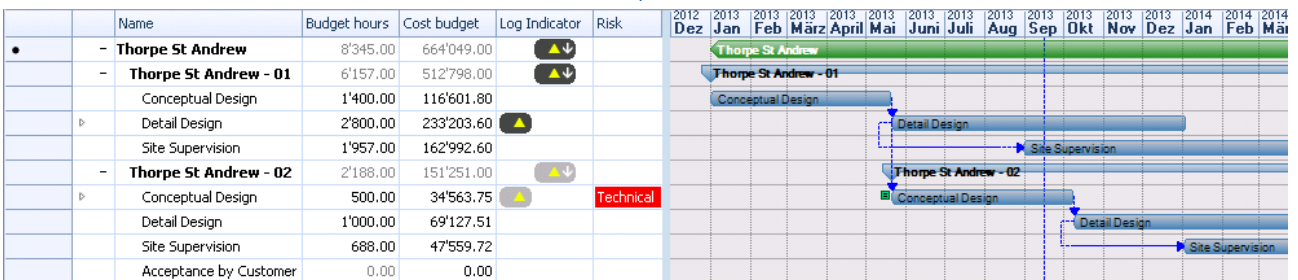 2012 2013 2013 2013 2013 2013 2013 2013 2013 2013 2013 2013 2013 2014 2014 2014
Name Budget hours Cost budget Log Indicator Risk Dez Jan Feb März April Mai Juni Juli Aug Sep Okt Nov Dez Jan Feb Mär
Thorpe St Andrew 8'345.00 664'049.00 Thorpe St Andrew
Thorpe St Andrew - 01 6'157.00 512'798.00 Thorpe St Andrew - 01
Conceptual Design 1'400.00 116'601.80 Conceptual Design
Detail Design 2'800.00 233'203.60 Detail Design
Site Supervision 1'957.00 162'992.60 Site Supervision
Thorpe St Andrew - 02 2'188.00 151'251.00 Thorpe St Andrew - 02
Conceptual Design 500.00 34'563.75 Technical Conceptual Design
Detail Design 1'000.00 69'127.51 Detail Design
Site Supervision 688.00 47'559.72 Site Supervision
Acceptance by Customer 0.00 0.00